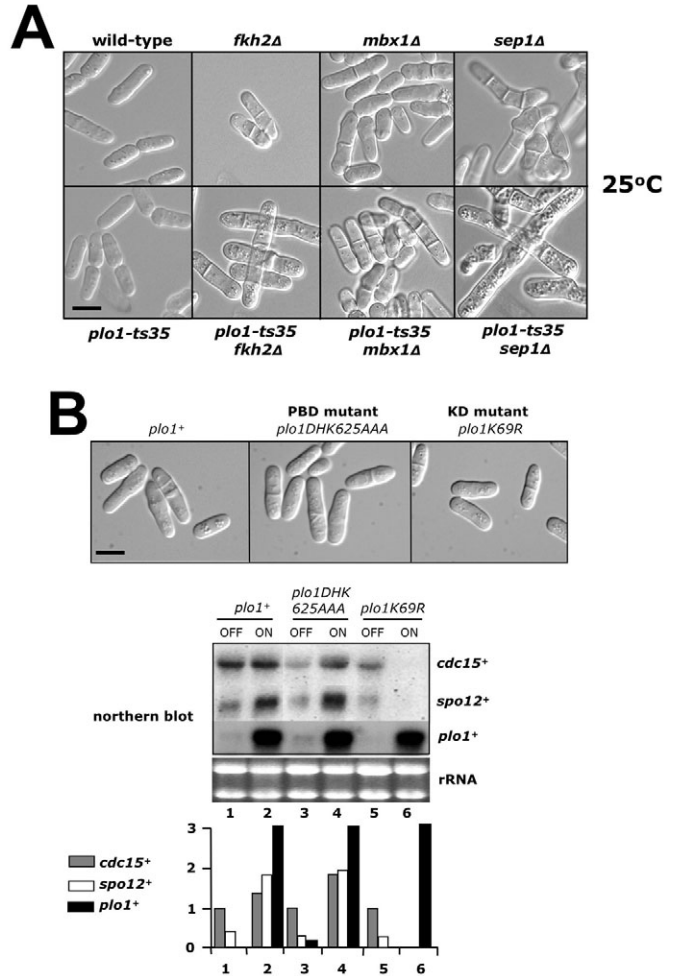 A
wild-type fkh2Δ mbx1Δ sep1Δ
25°C
plo1-ts35 plo1-ts35 plo1-ts35 plo1-ts35
fkh2Δ mbx1Δ sep1Δ
B
PBD mutant KD mutant
plo1+ plo1DHK625AAA plo1K69R
plo1DHK
plo1+ 625AAA plo1K69R
OFF ON OFF ON OFF ON
cdc15+
spo12+
northern blot
plo1+
rRNA
1 2 3 4 5 6
3
cdc15+ 2
spo12+
plo1+ 1
0
1 2 3 4 5 6